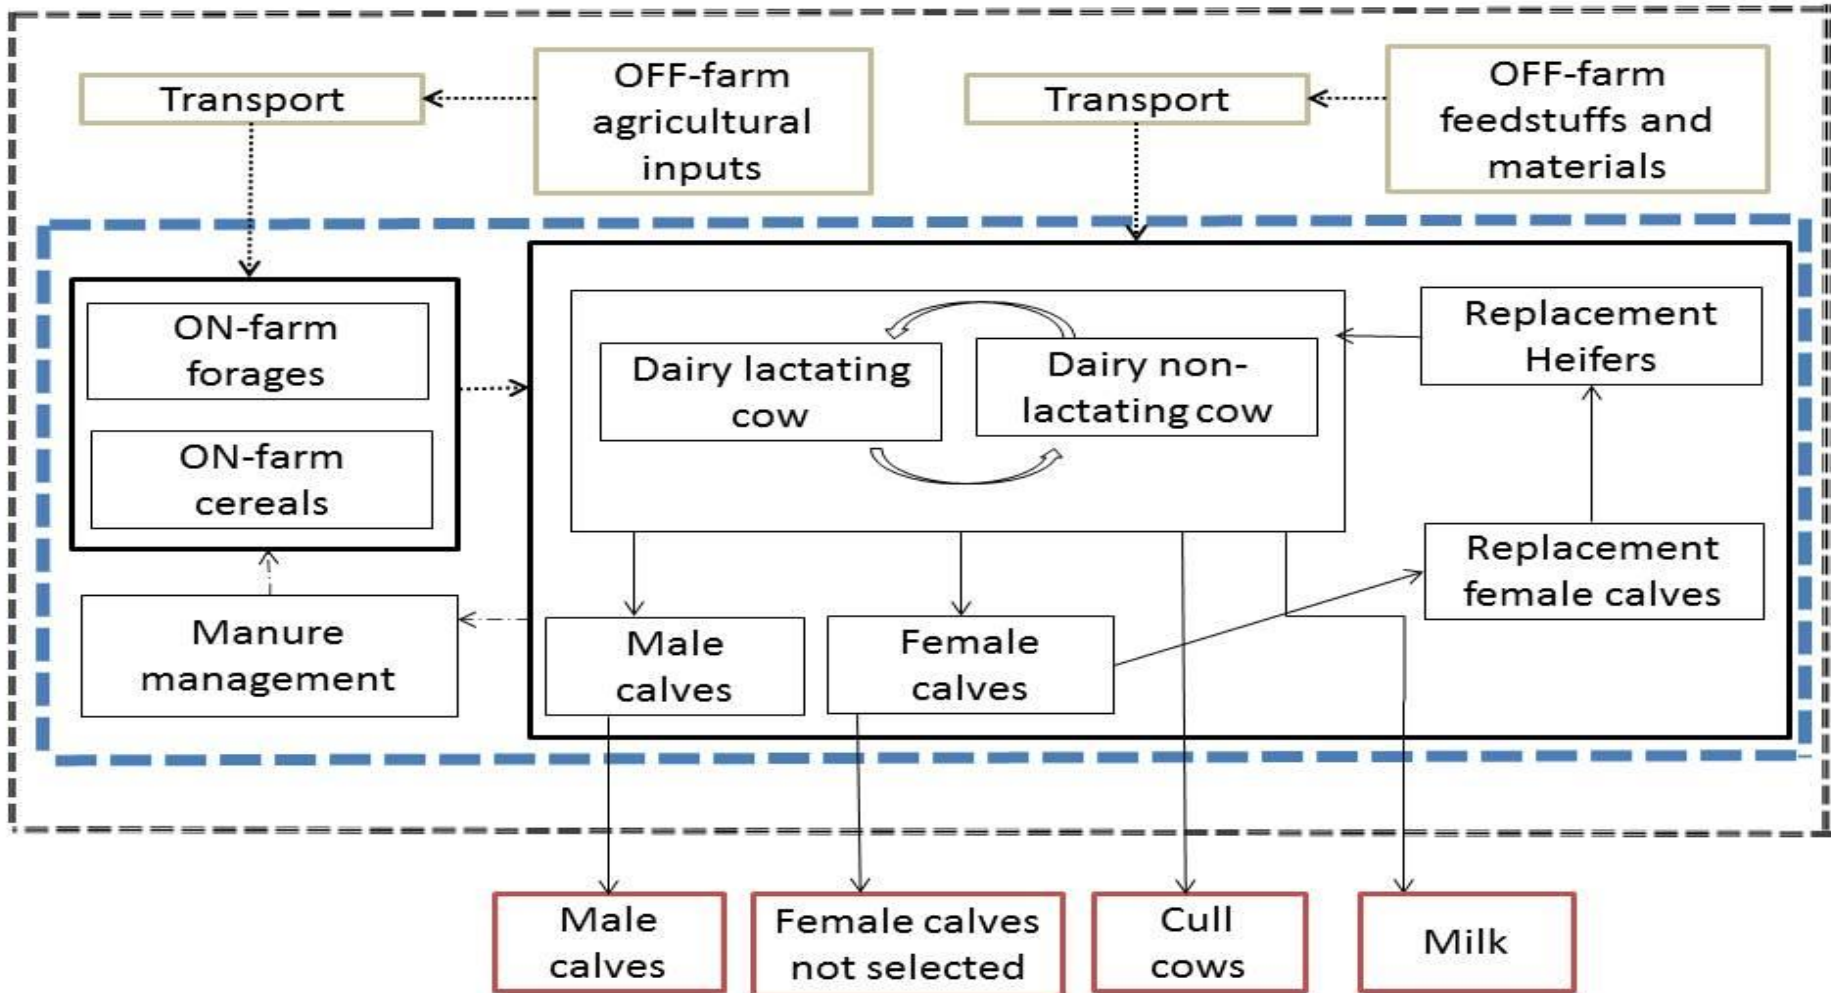 Transport
OFF-farm
agricultural
inputs
Transport
OFF-farm
feedstuffs and
materials
ON-farm
forages
ON-farm
cereals
Manure
management
Dairy lactating
cow
Dairy non-
lactating cow
Replacement
Heifers
Replacement
female calves
Male
calves
Female
calves
Male
calves
Female calves
not selected
Cull
cows
Milk